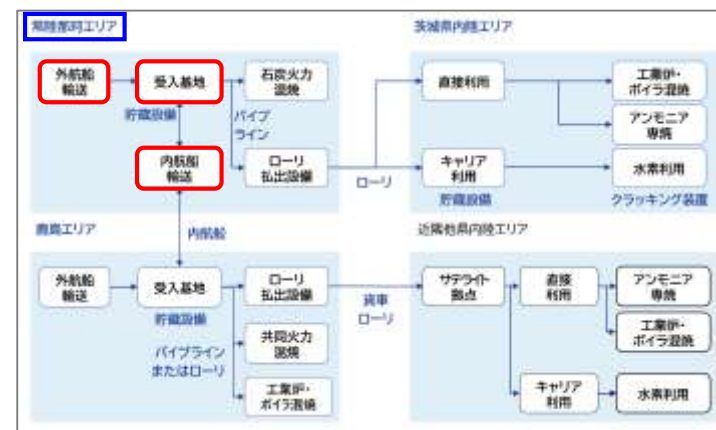 常陸那珂エリア
外航船
輸送
受入基地
石炭火力
混焼
貯蔵設備
パイプ
ライン
内航船
輸送
ローリ
払出設備
ローリ
茨城県内陸エリア
直接利用
工業炉・
ボイラ混焼
アンモニア
専焼
キャリア
利用
水素利用
貯蔵設備
クラッキング装置
鹿島エリア
内航船
外航船
輸送
受入基地
ローリ
払出設備
貯蔵設備
共同火力
混焼
パイプライン
またはローリ
工業炉・
ボイラ混焼
貨車
ローリ
近隣他県内陸エリア
サテライト
拠点
直接
利用
アンモニア
専焼
工業炉・
ボイラ混焼
キャリア
利用
水素利用